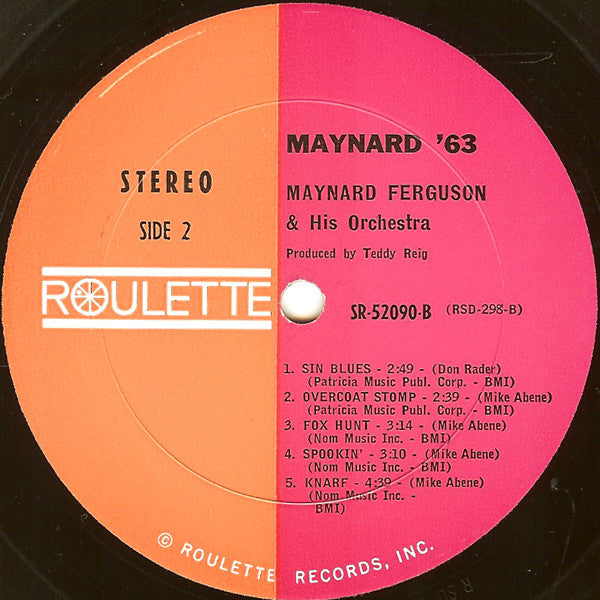 STEREO
SIDE 2
ROULETTE
MAYNARD '63
MAYNARD FERGUSON
& His Orchestra
Produced by Teddy Reig
SR-52090-B (RSD-298-B)
1. SIN BLUES - 2:49 - (Don Rader)
(Patricia Music Publ. Corp. - BMI)
2. OVERCOAT STOMP - 2:39 - (Mike Abene)
(Patricia Music Publ. Corp. - BMI)
3. FOX HUNT - 3:14 - (Mike Abene)
(Nom Music Inc. - BMI)
4. SPOOKIN' - 3:10 - (Mike Abene)
(Nom Music Inc. - BMI)
5. KNARF - 4:39 - (Mike Abene)
(Nom Music Inc. -
BMI)
© ROULETTE RECORDS, INC.